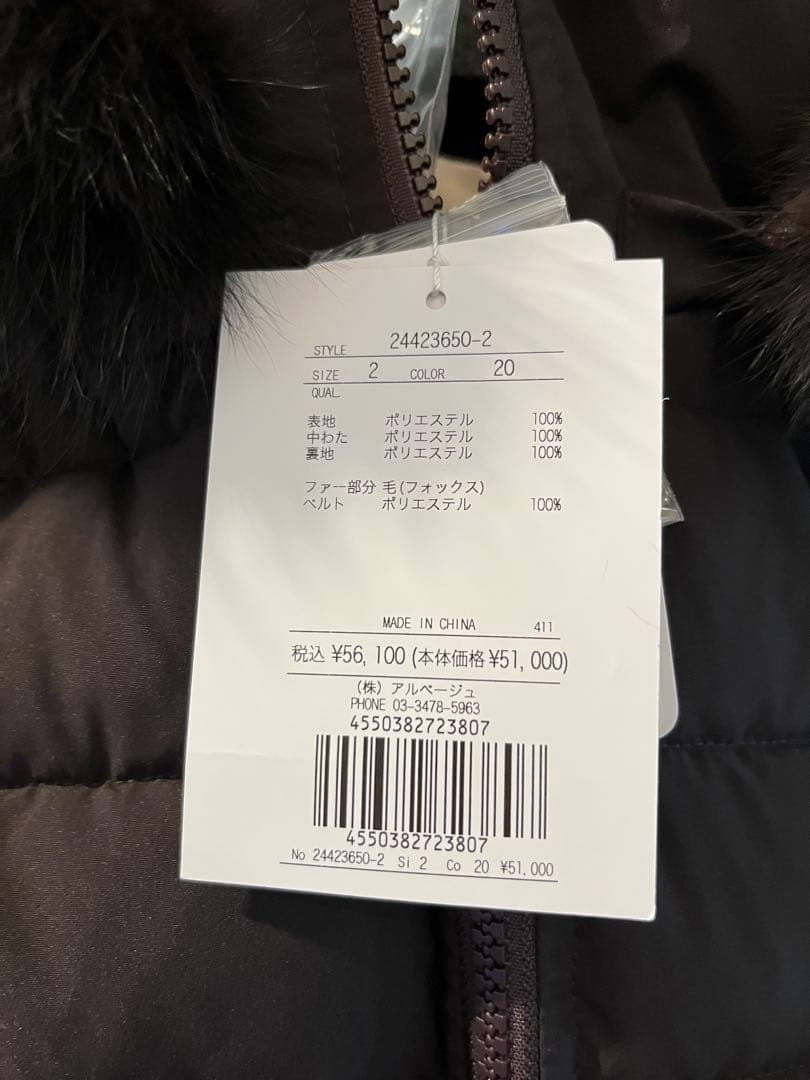 STYLE 24423650-2
SIZE 2 COLOR 20
QUAL.
表地 ポリエステル 100%
中わた ポリエステル 100%
裏地 ポリエステル 100%
ファー部分 毛(フォックス)
ベルト ポリエステル 100%
MADE IN CHINA 411
税込 ¥56,100 (本体価格 ¥51,000)
(株) アルページュ
PHONE 03-3478-5963
4550382723807
4550382723807
No 24423650-2 Si 2 Co 20 ¥51,000